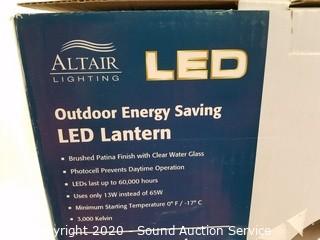 ALTAIR
LIGHTING
LED
Outdoor Energy Saving
LED Lantern
• Brushed Patina Finish with Clear Water Glass
• Photocell Prevents Daytime Operation
• LEDs last up to 60,000 hours
• Uses only 13W instead of 65W
• Minimum Starting Temperature 0° F / -17° C
• 3,000 Kelvin
Copyright 2020 - Sound Auction Service